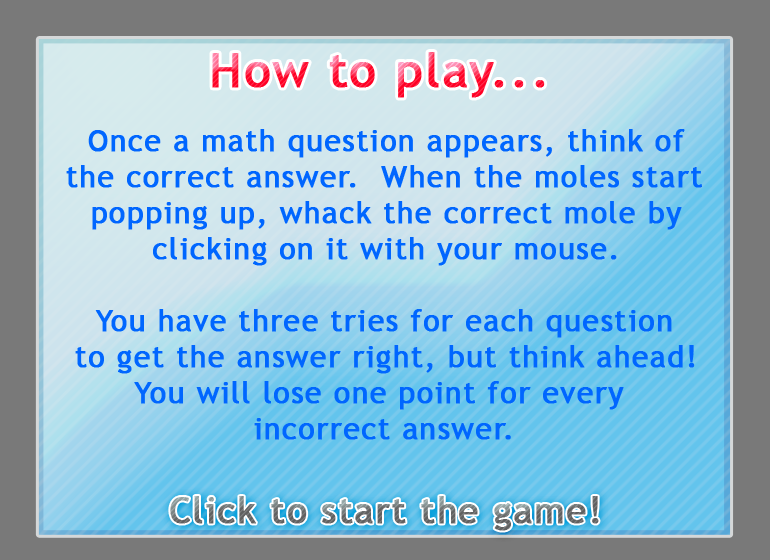 How to play...
Once a math question appears, think of
the correct answer.  When the moles start
popping up, whack the correct mole by
clicking on it with your mouse.
You have three tries for each question
to get the answer right, but think ahead!
You will lose one point for every
incorrect answer.
Click to start the game!